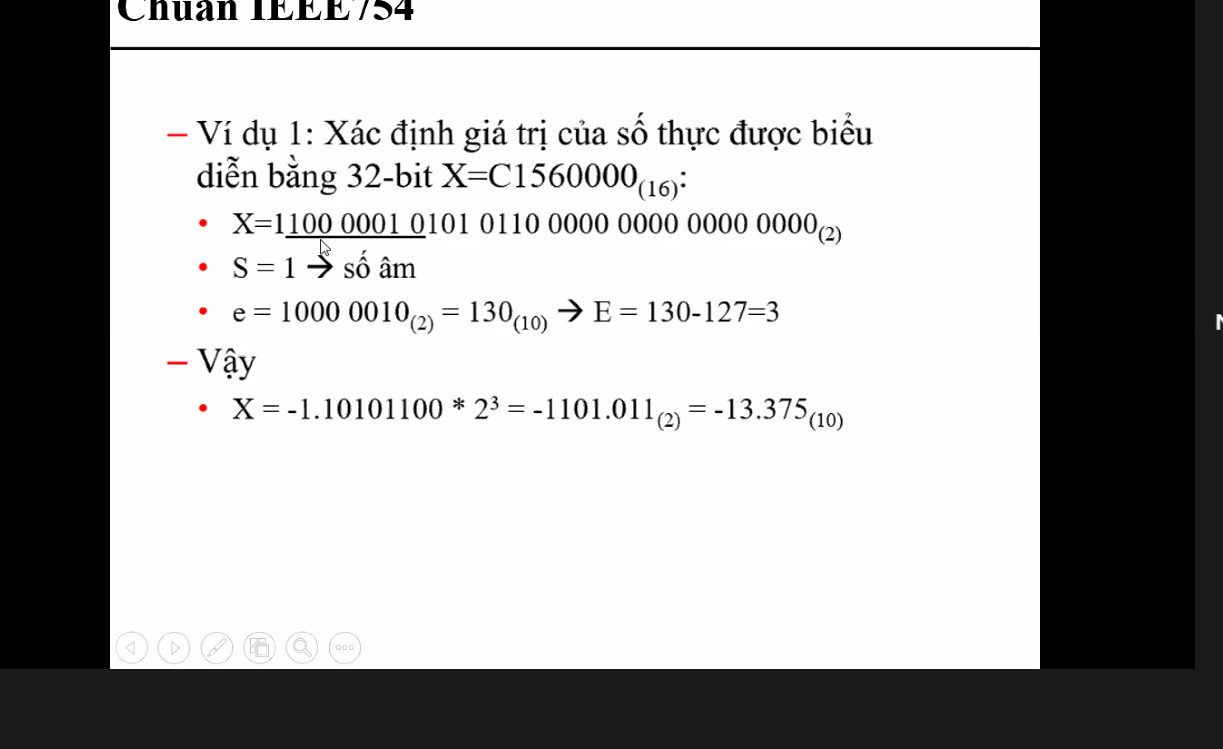 Chuẩn IEEE754
– Ví dụ 1: Xác định giá trị của số thực được biểu
diễn bằng 32-bit X=C1560000(16):
• X=1100 0001 0101 0110 0000 0000 0000 0000(2)
• S = 1 → số âm
• e = 1000 0010(2) = 130(10) → E = 130-127=3
– Vậy
• X = -1.10101100 * 2³ = -1101.011(2) = -13.375(10)